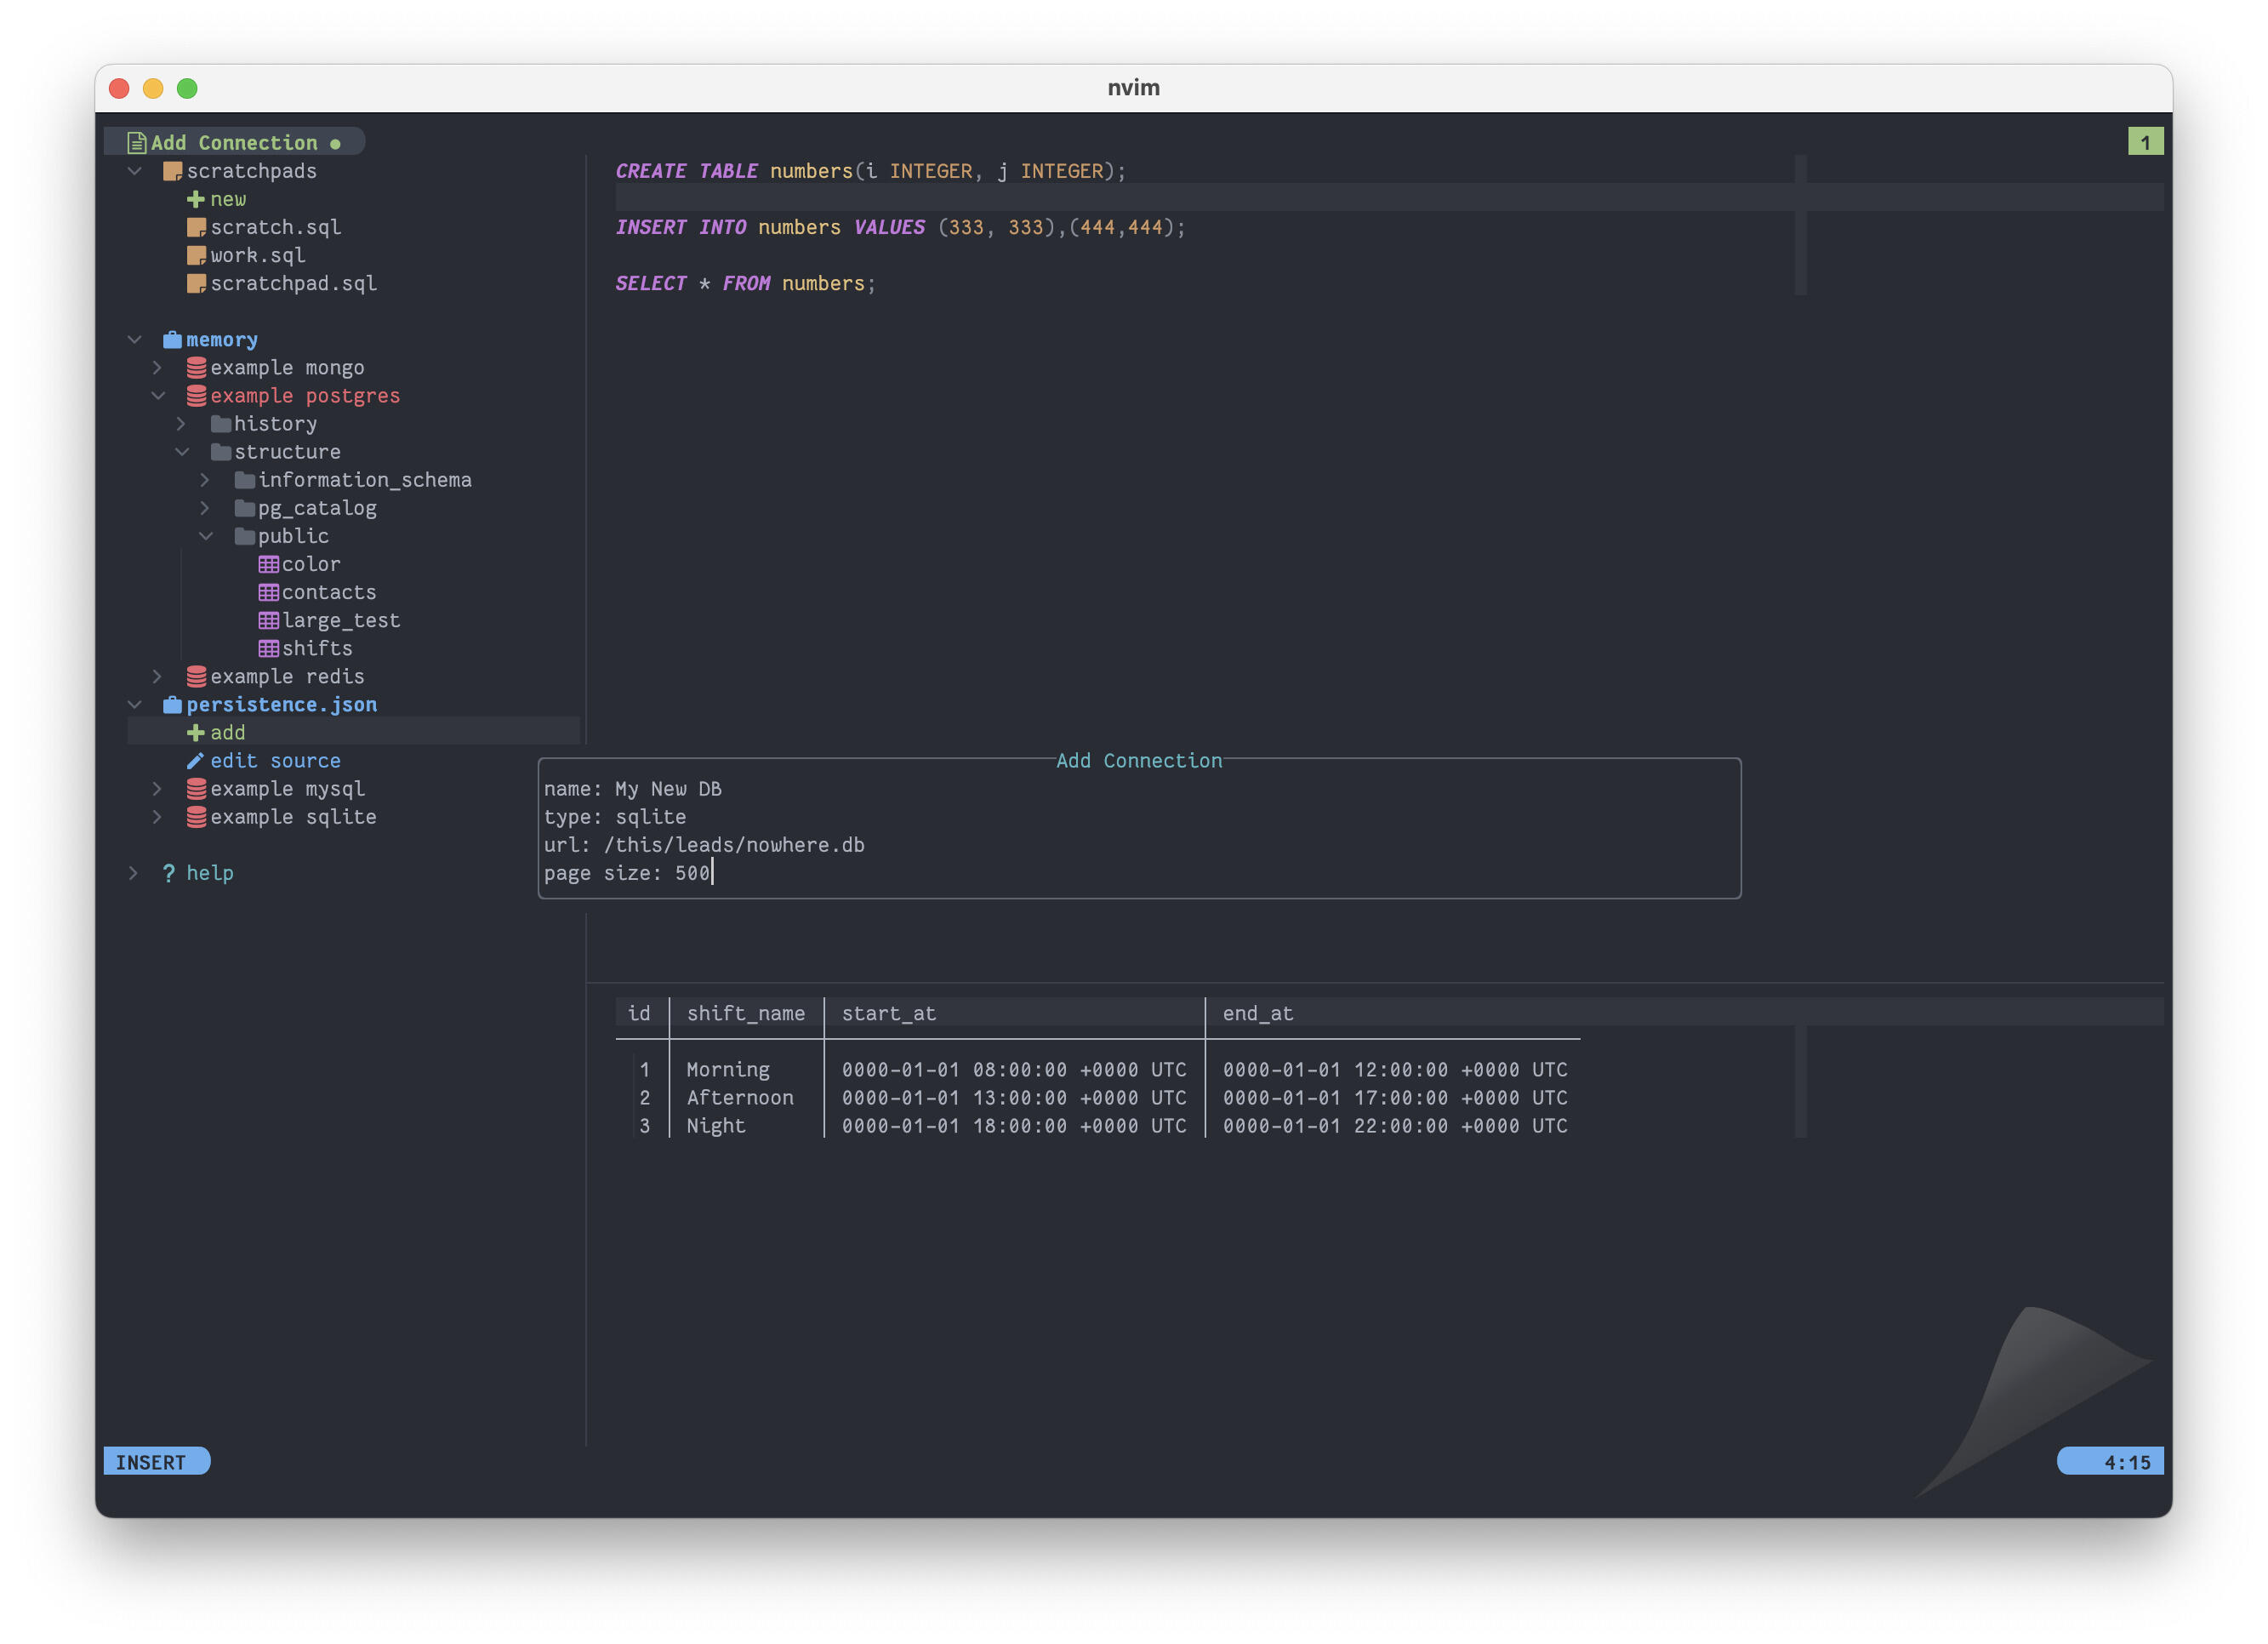 nvim
Add Connection ●
1
scratchpads
new
scratch.sql
work.sql
scratchpad.sql
memory
example mongo
example postgres
history
structure
information_schema
pg_catalog
public
color
contacts
large_test
shifts
example redis
persistence.json
add
edit source
example mysql
example sqlite
? help
CREATE TABLE numbers(i INTEGER, j INTEGER);
INSERT INTO numbers VALUES (333, 333),(444,444);
SELECT * FROM numbers;
Add Connection
name: My New DB
type: sqlite
url: /this/leads/nowhere.db
page size: 500
id shift_name start_at end_at
1 Morning 0000-01-01 08:00:00 +0000 UTC 0000-01-01 12:00:00 +0000 UTC
2 Afternoon 0000-01-01 13:00:00 +0000 UTC 0000-01-01 17:00:00 +0000 UTC
3 Night 0000-01-01 18:00:00 +0000 UTC 0000-01-01 22:00:00 +0000 UTC
INSERT
4:15